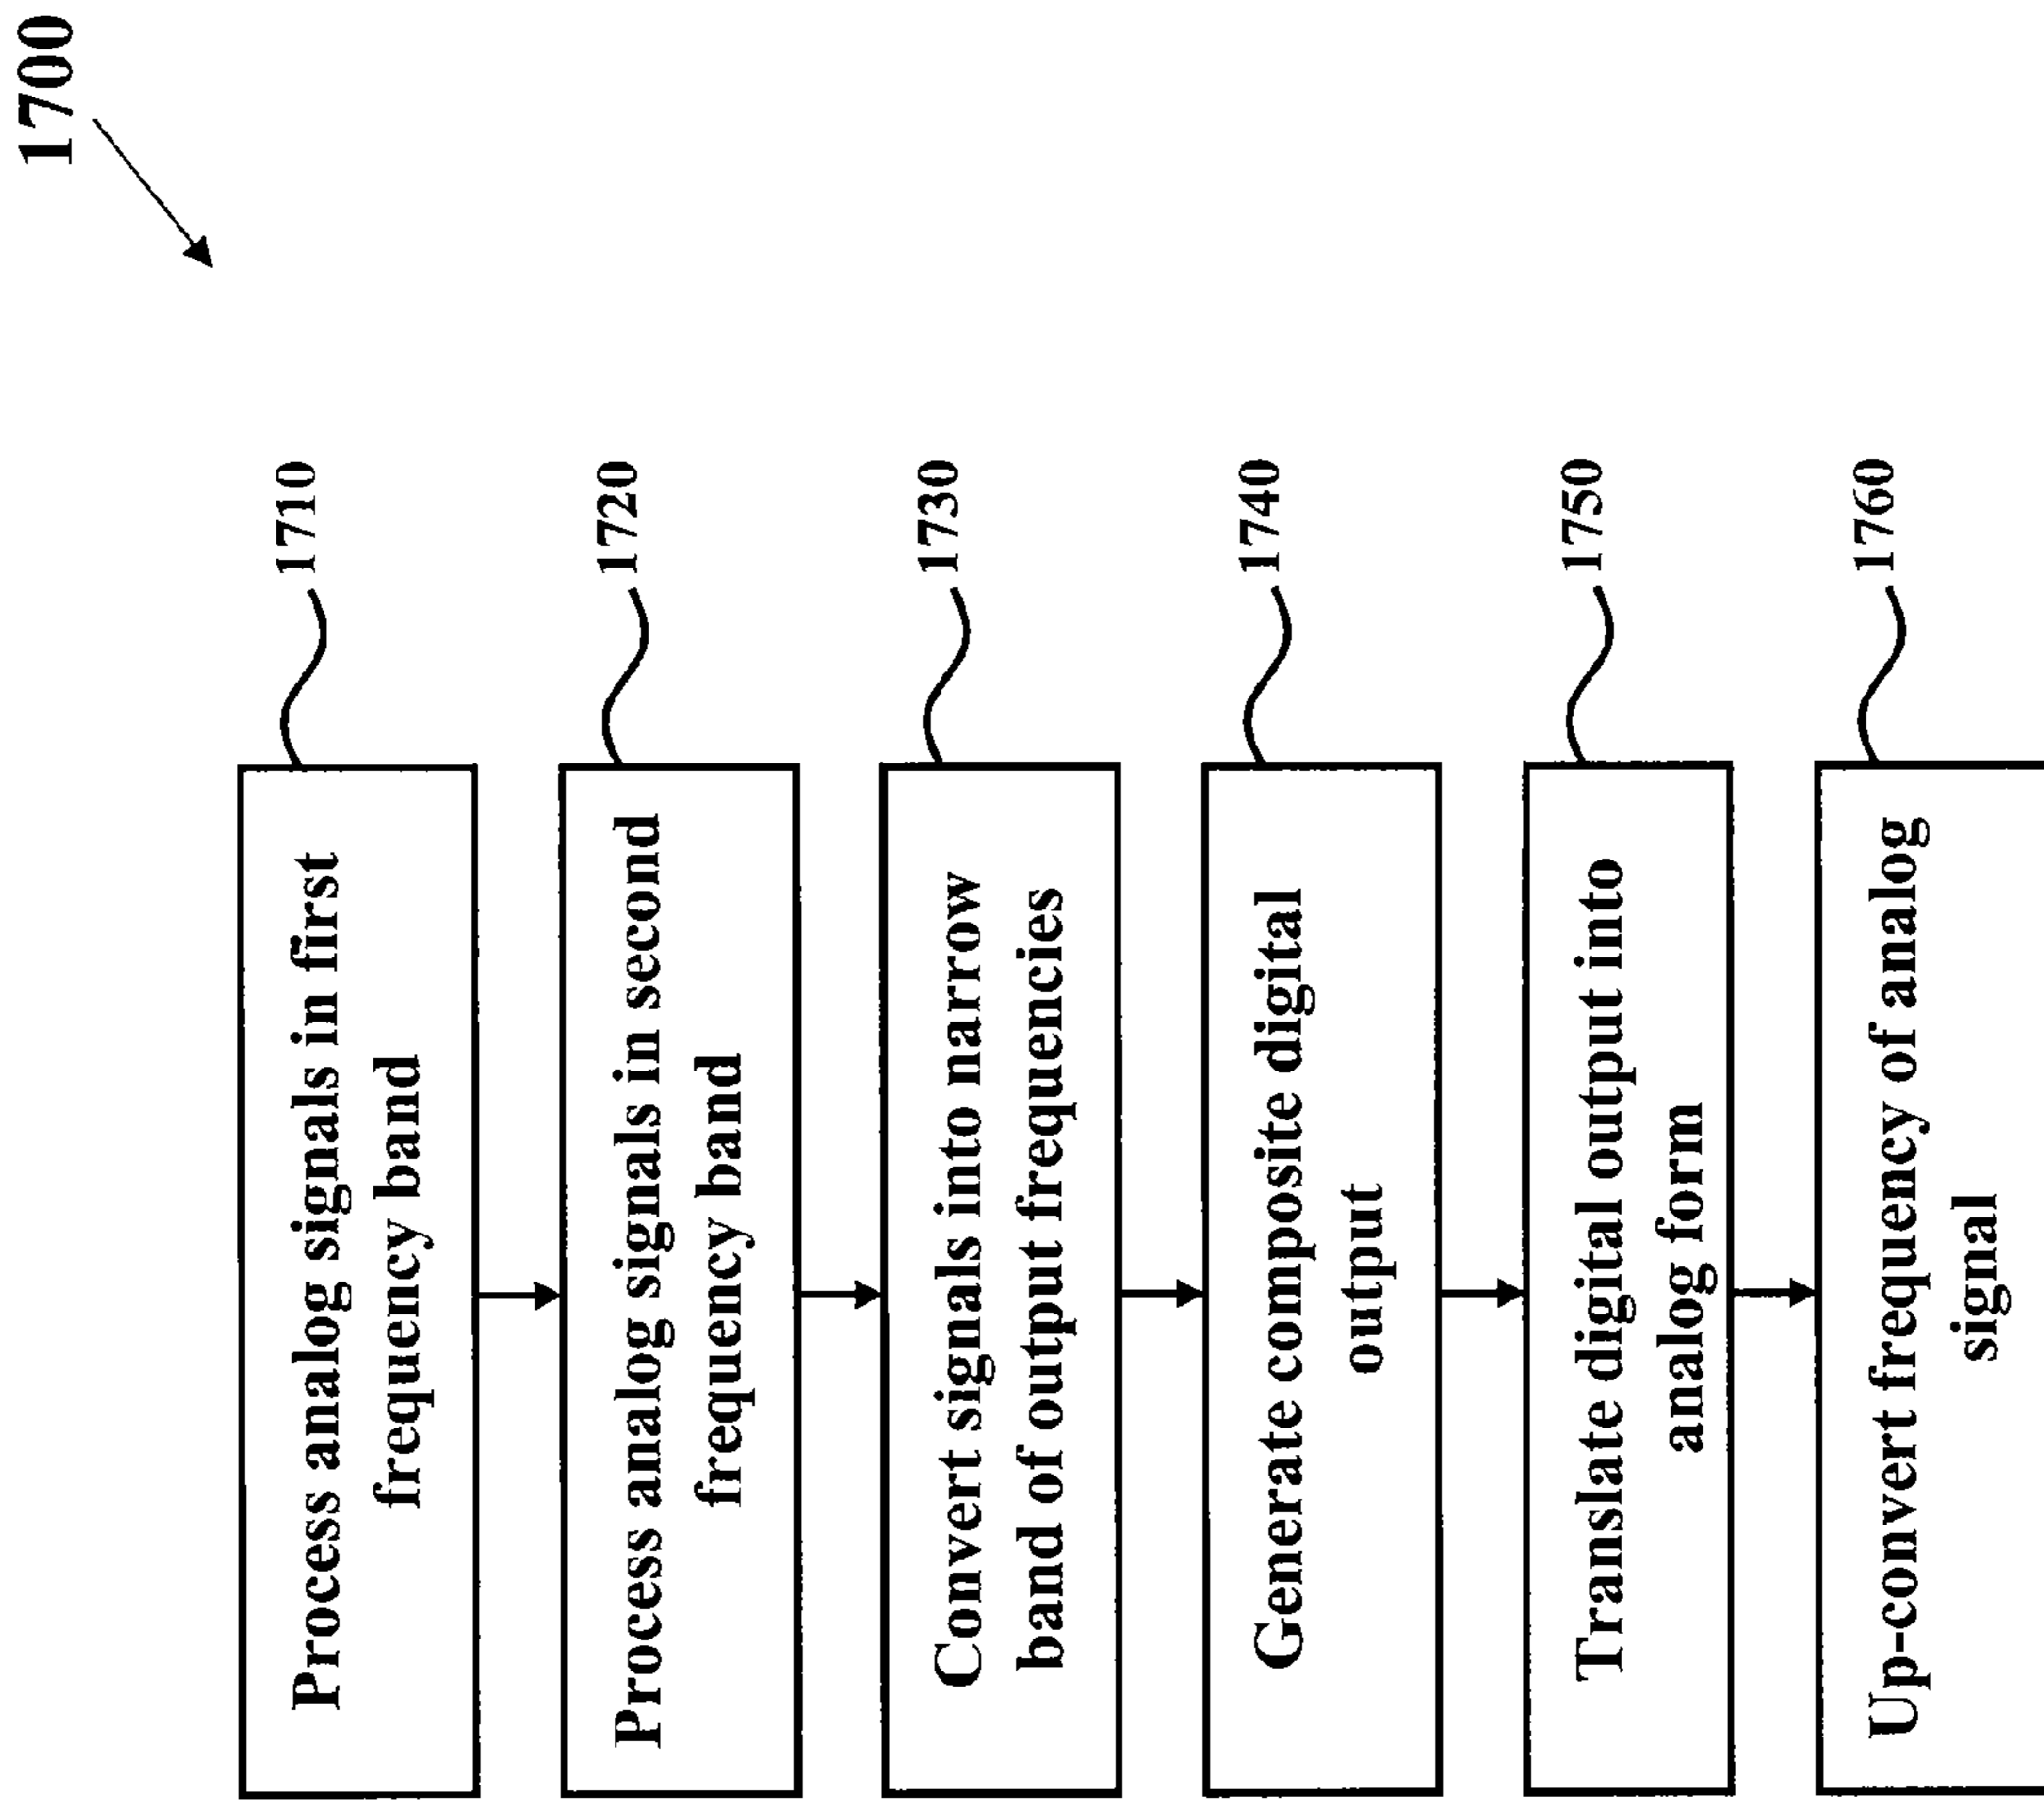 1700
Process analog signals in first
frequency band
1710
Process analog signals in second
frequency band
1720
Convert signals into narrow
band of output frequencies
1730
Generate composite digital
output
1740
Translate digital output into
analog form
1750
Up-convert frequency of analog
signal
1760